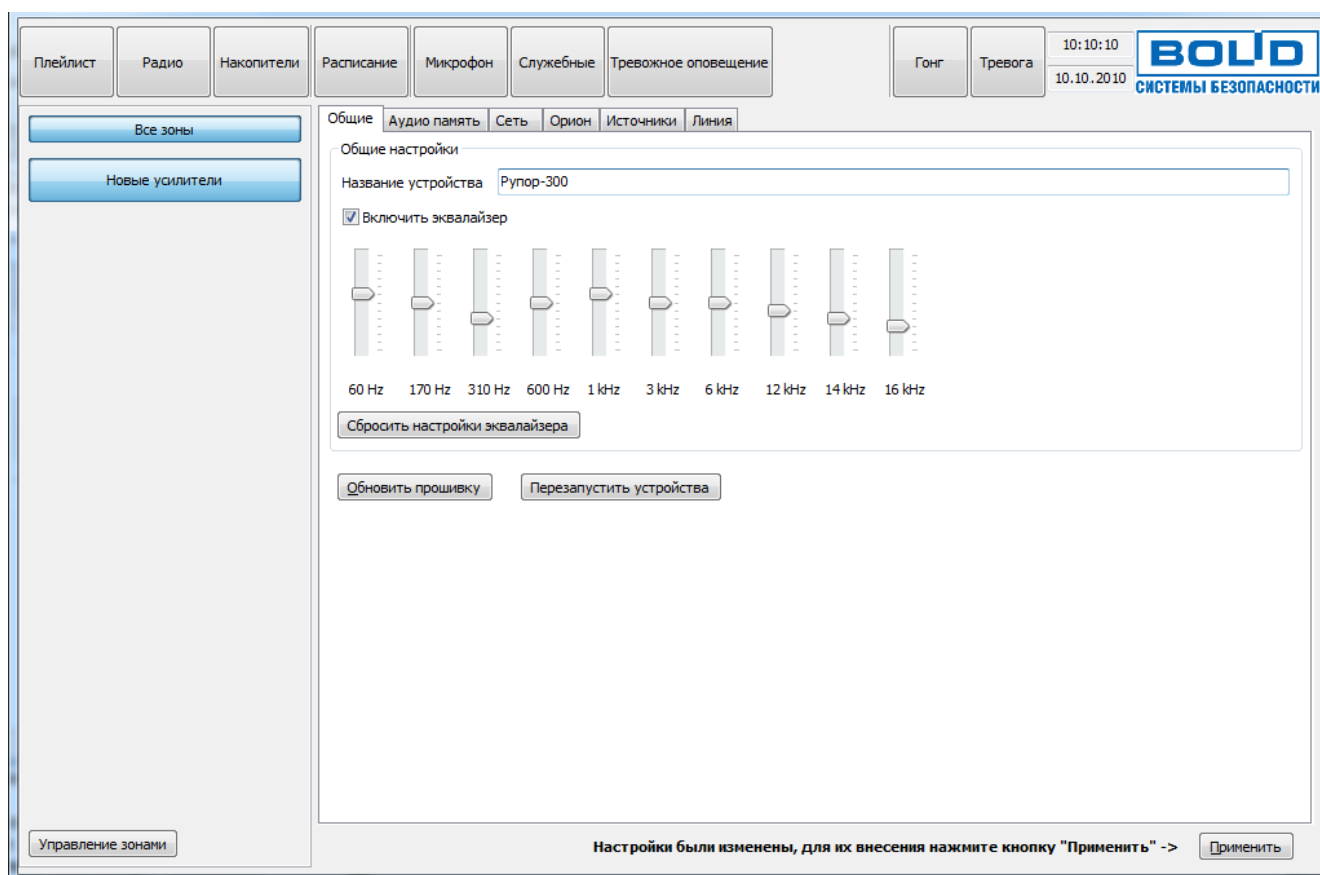 Плейлист Радио Накопители Расписание Микрофон Служебные Тревожное оповещение Гонг Тревога 10:10:10
10.10.2010
BOLID
СИСТЕМЫ БЕЗОПАСНОСТИ
Все зоны
Новые усилители
Общие Аудио память Сеть Орион Источники Линия
Общие настройки
Название устройства Рупор-300
Включить эквалайзер
60 Hz 170 Hz 310 Hz 600 Hz 1 kHz 3 kHz 6 kHz 12 kHz 14 kHz 16 kHz
Сбросить настройки эквалайзера
Обновить прошивку Перезапустить устройства
Управление зонами
Настройки были изменены, для их внесения нажмите кнопку "Применить" -> Применить